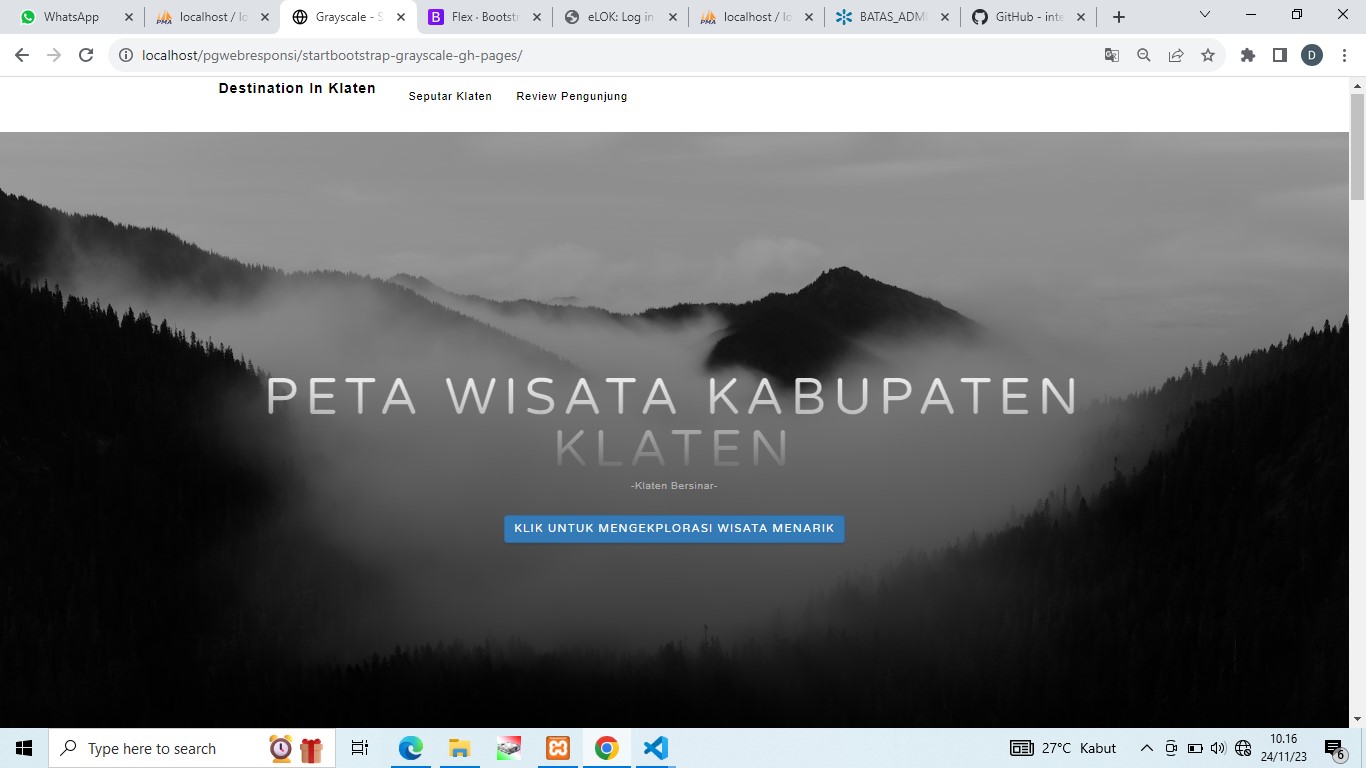 WhatsApp
localhost / lo
Grayscale - S
Flex · Bootst
eLOK: Log in
localhost / lo
BATAS_ADMI
GitHub - inte
localhost/pgwebresponsi/startbootstrap-grayscale-gh-pages/
D
Destination In Klaten
Seputar Klaten
Review Pengunjung
PETA WISATA KABUPATEN
KLATEN
-Klaten Bersinar-
KLIK UNTUK MENGEKPLORASI WISATA MENARIK
Type here to search
27°C Kabut
10.16
24/11/23
6